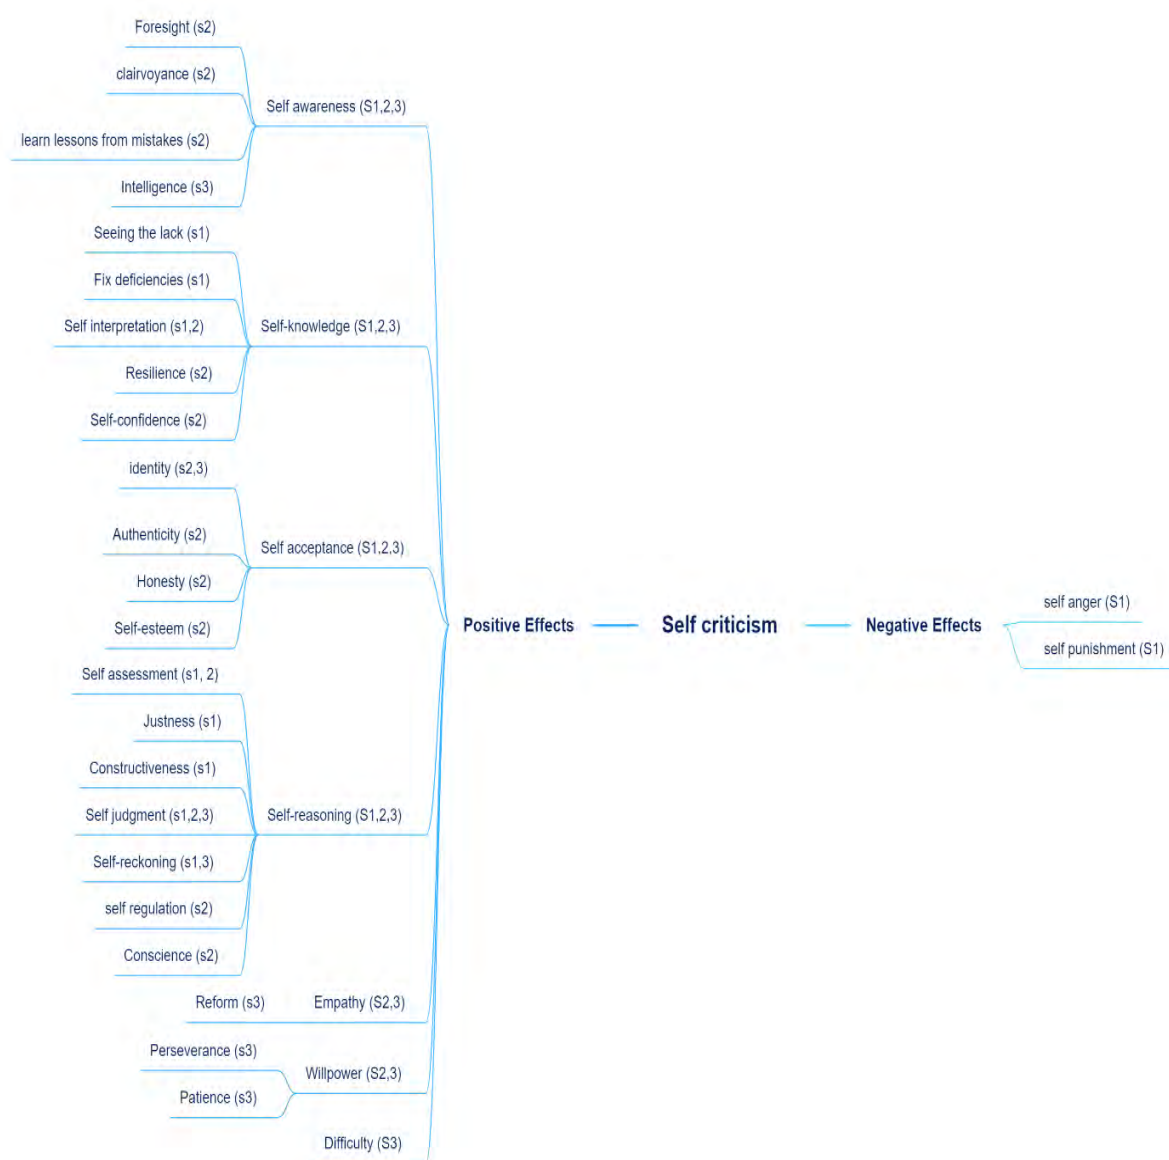 Foresight (s2)
clairvoyance (s2)
Self awareness (S1,2,3)
learn lessons from mistakes (s2)
Intelligence (s3)
Seeing the lack (s1)
Fix deficiencies (s1)
Self interpretation (s1,2)
Self-knowledge (S1,2,3)
Resilience (s2)
Self-confidence (s2)
identity (s2,3)
Authenticity (s2)
Self acceptance (S1,2,3)
Honesty (s2)
Self-esteem (s2)
Self assessment (s1, 2)
Justness (s1)
Constructiveness (s1)
Self judgment (s1,2,3)
Self-reasoning (S1,2,3)
Self-reckoning (s1,3)
self regulation (s2)
Conscience (s2)
Reform (s3)
Empathy (S2,3)
Perseverance (s3)
Willpower (S2,3)
Patience (s3)
Difficulty (S3)
Positive Effects
Self criticism
Negative Effects
self anger (S1)
self punishment (S1)